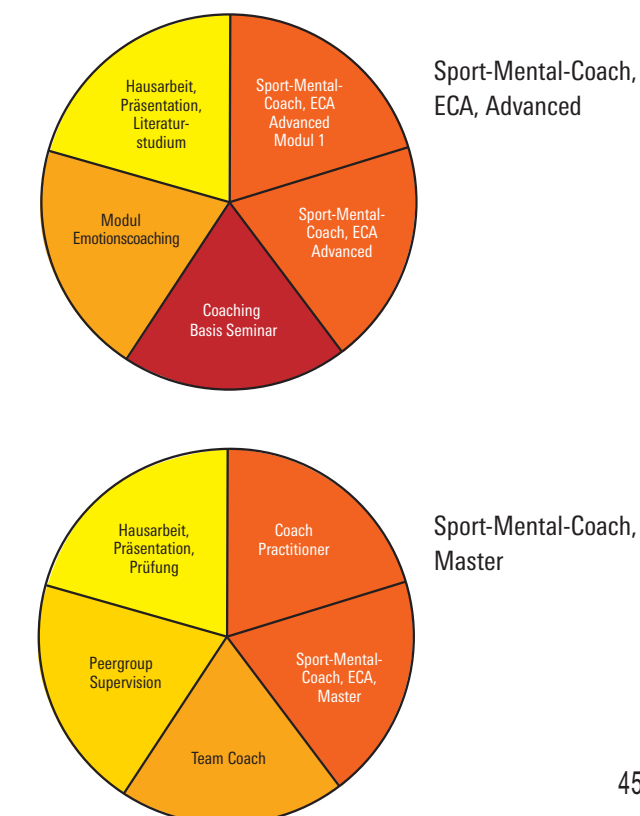 Sport-Mental-Coach,
ECA, Advanced
Hausarbeit,
Präsentation,
Literatur-
studium
Sport-Mental-
Coach, ECA
Advanced
Modul 1
Modul
Emotionscoaching
Sport-Mental-
Coach, ECA
Advanced
Coaching
Basis Seminar
Sport-Mental-Coach,
Master
Hausarbeit,
Präsentation,
Prüfung
Coach
Practitioner
Peergroup
Supervision
Sport-Mental-
Coach, ECA,
Master
Team Coach
45